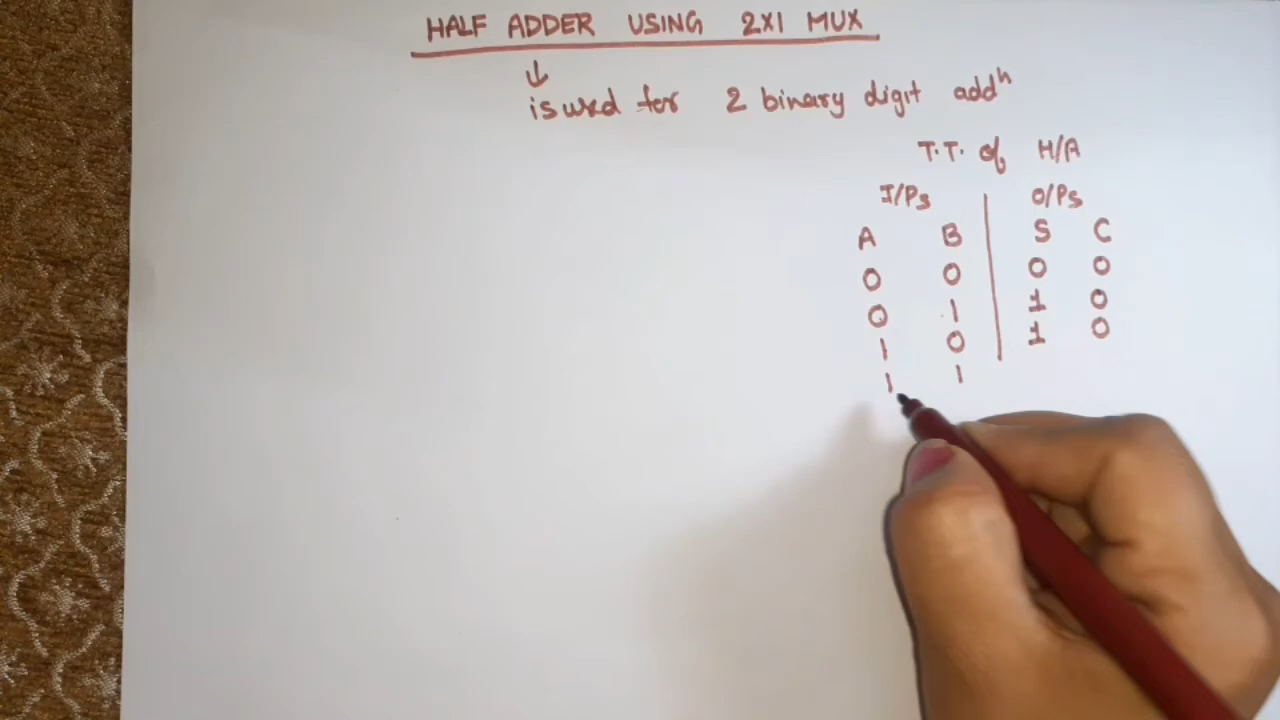 HALF ADDER USING 2X1 MUX
↓
is used for 2 binary digit addn
T.T. of H/A
I/Ps O/Ps
A B S C
0 0 0 0
0 1 1 0
1 0 1 0
1 1